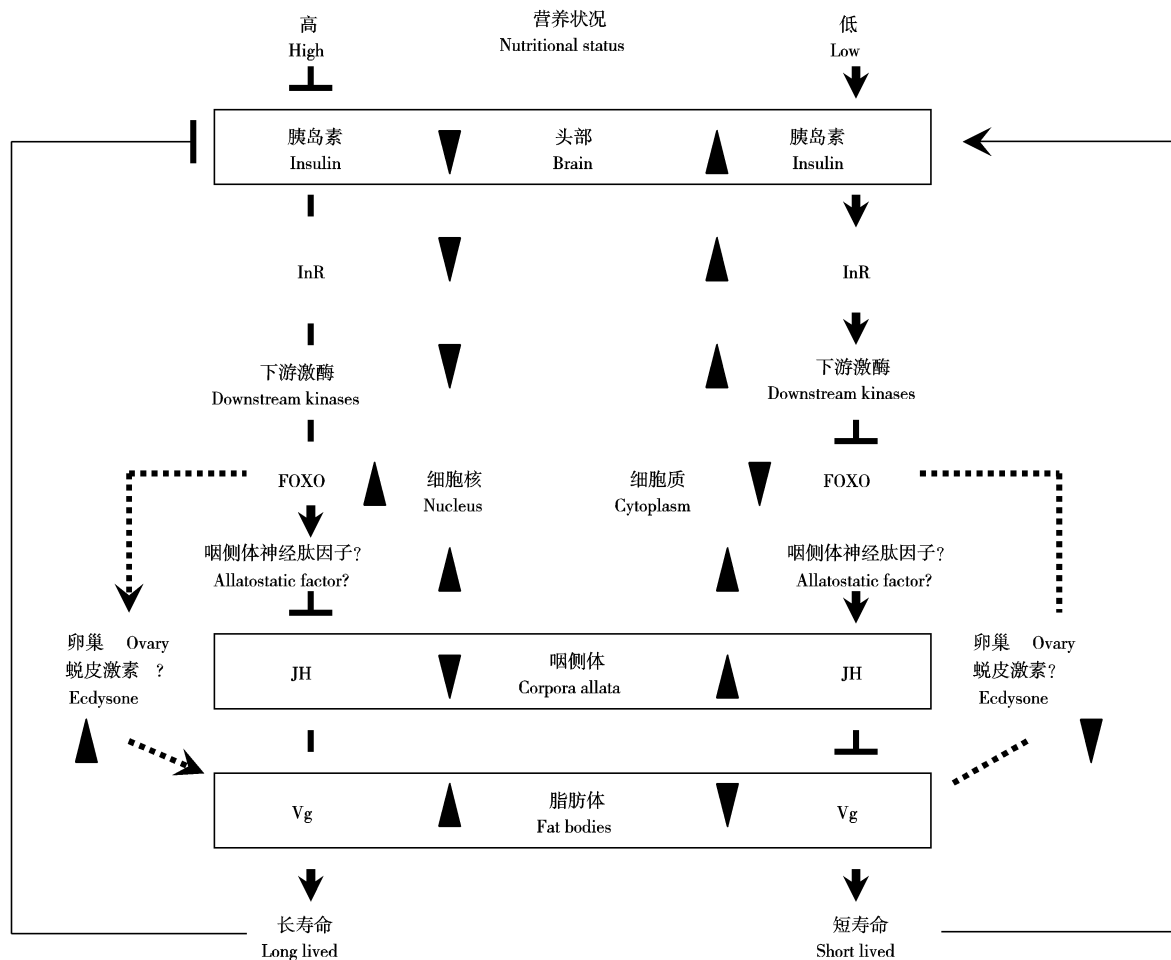 高 营养状况 低
High Nutritional status Low
胰岛素 头部 胰岛素
Insulin Brain Insulin
InR InR
下游激酶 下游激酶
Downstream kinases Downstream kinases
FOXO 细胞核 细胞质 FOXO
Nucleus Cytoplasm
咽侧体神经肽因子? 咽侧体神经肽因子?
Allatostatic factor? Allatostatic factor?
卵巢 Ovary 卵巢 Ovary
蜕皮激素 ? JH 咽侧体 JH 蜕皮激素?
Ecdysone Corpora allata Ecdysone
Vg 脂肪体 Vg
Fat bodies
长寿命 短寿命
Long lived Short lived